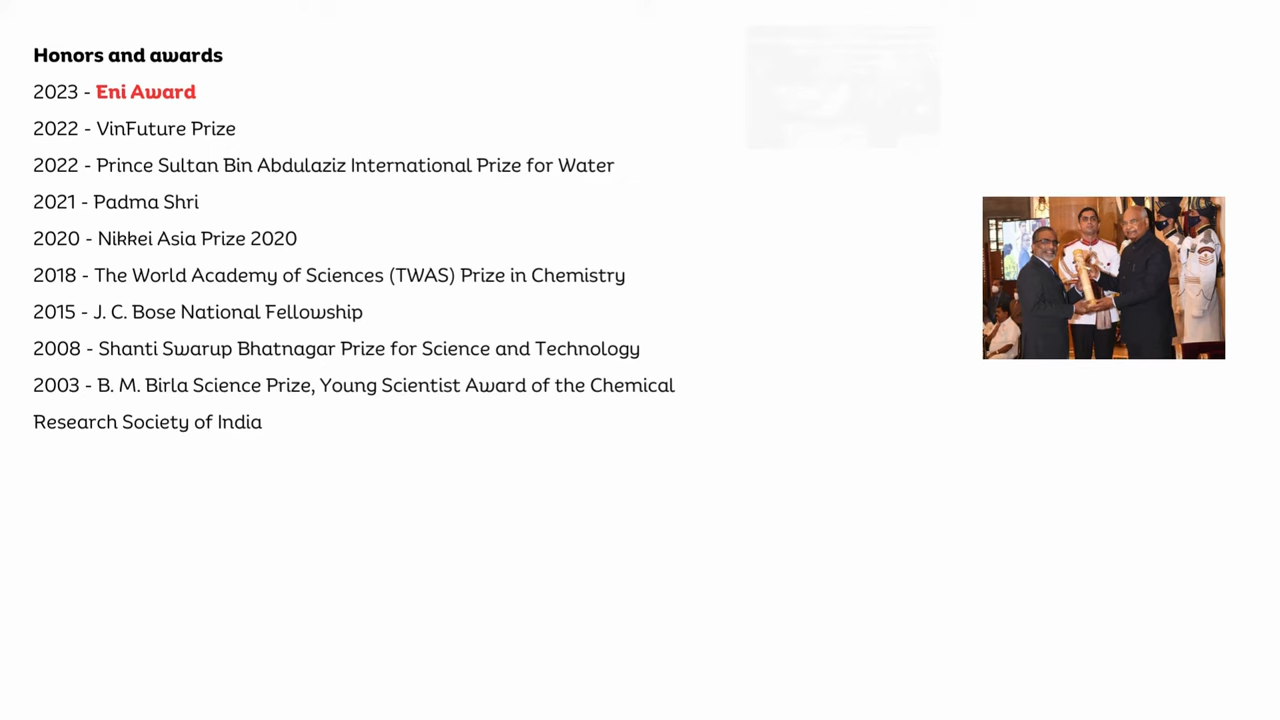 Honors and awards
2023 - Eni Award
2022 - VinFuture Prize
2022 - Prince Sultan Bin Abdulaziz International Prize for Water
2021 - Padma Shri
2020 - Nikkei Asia Prize 2020
2018 - The World Academy of Sciences (TWAS) Prize in Chemistry
2015 - J. C. Bose National Fellowship
2008 - Shanti Swarup Bhatnagar Prize for Science and Technology
2003 - B. M. Birla Science Prize, Young Scientist Award of the Chemical
Research Society of India